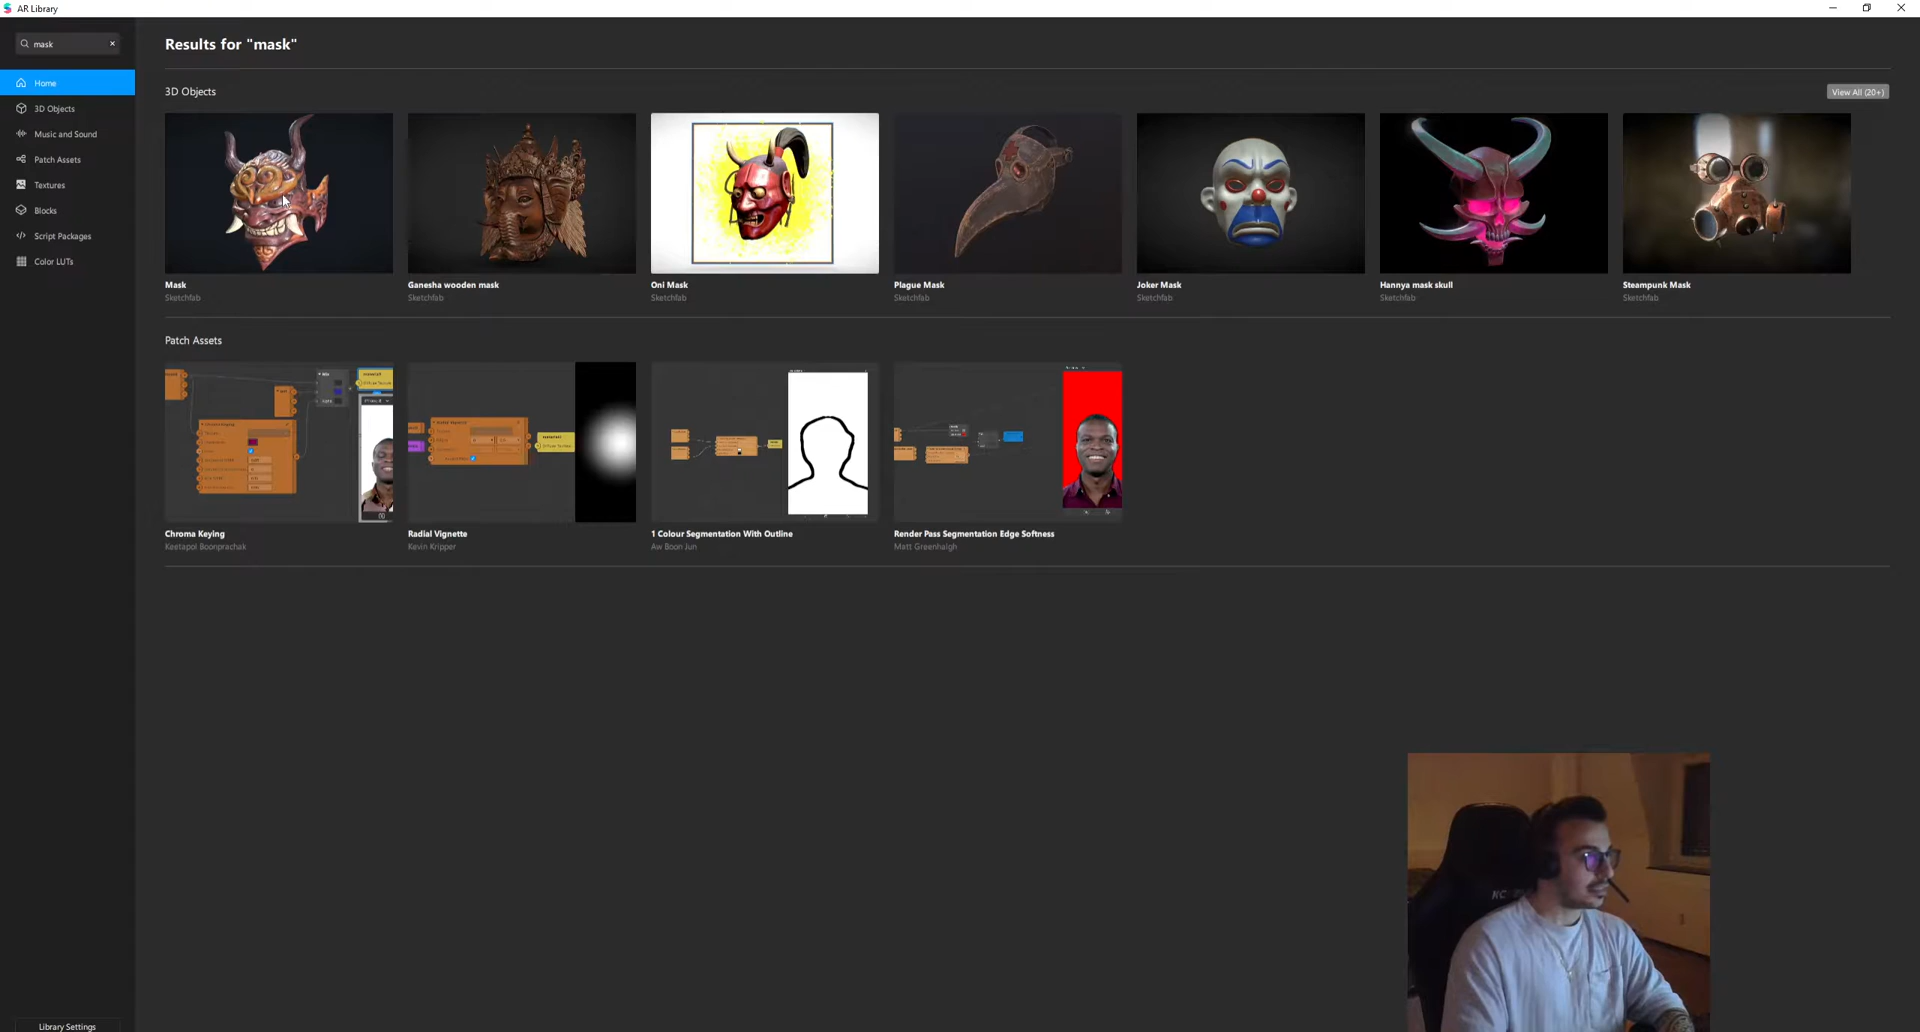 AR Library
mask
Results for "mask"
Home
3D Objects
Music and Sound
Patch Assets
Textures
Blocks
Script Packages
Color LUTs
3D Objects
View All (20+)
Mask
Sketchfab
Ganesha wooden mask
Sketchfab
Oni Mask
Sketchfab
Plague Mask
Sketchfab
Joker Mask
Sketchfab
Hannya mask skull
Sketchfab
Steampunk Mask
Sketchfab
Patch Assets
Chroma Keying
Keetapol Boonprachak
Radial Vignette
Kevin Kripper
1 Colour Segmentation With Outline
Aw Boon Jun
Render Pass Segmentation Edge Softness
Matt Greenhalgh
Library Settings